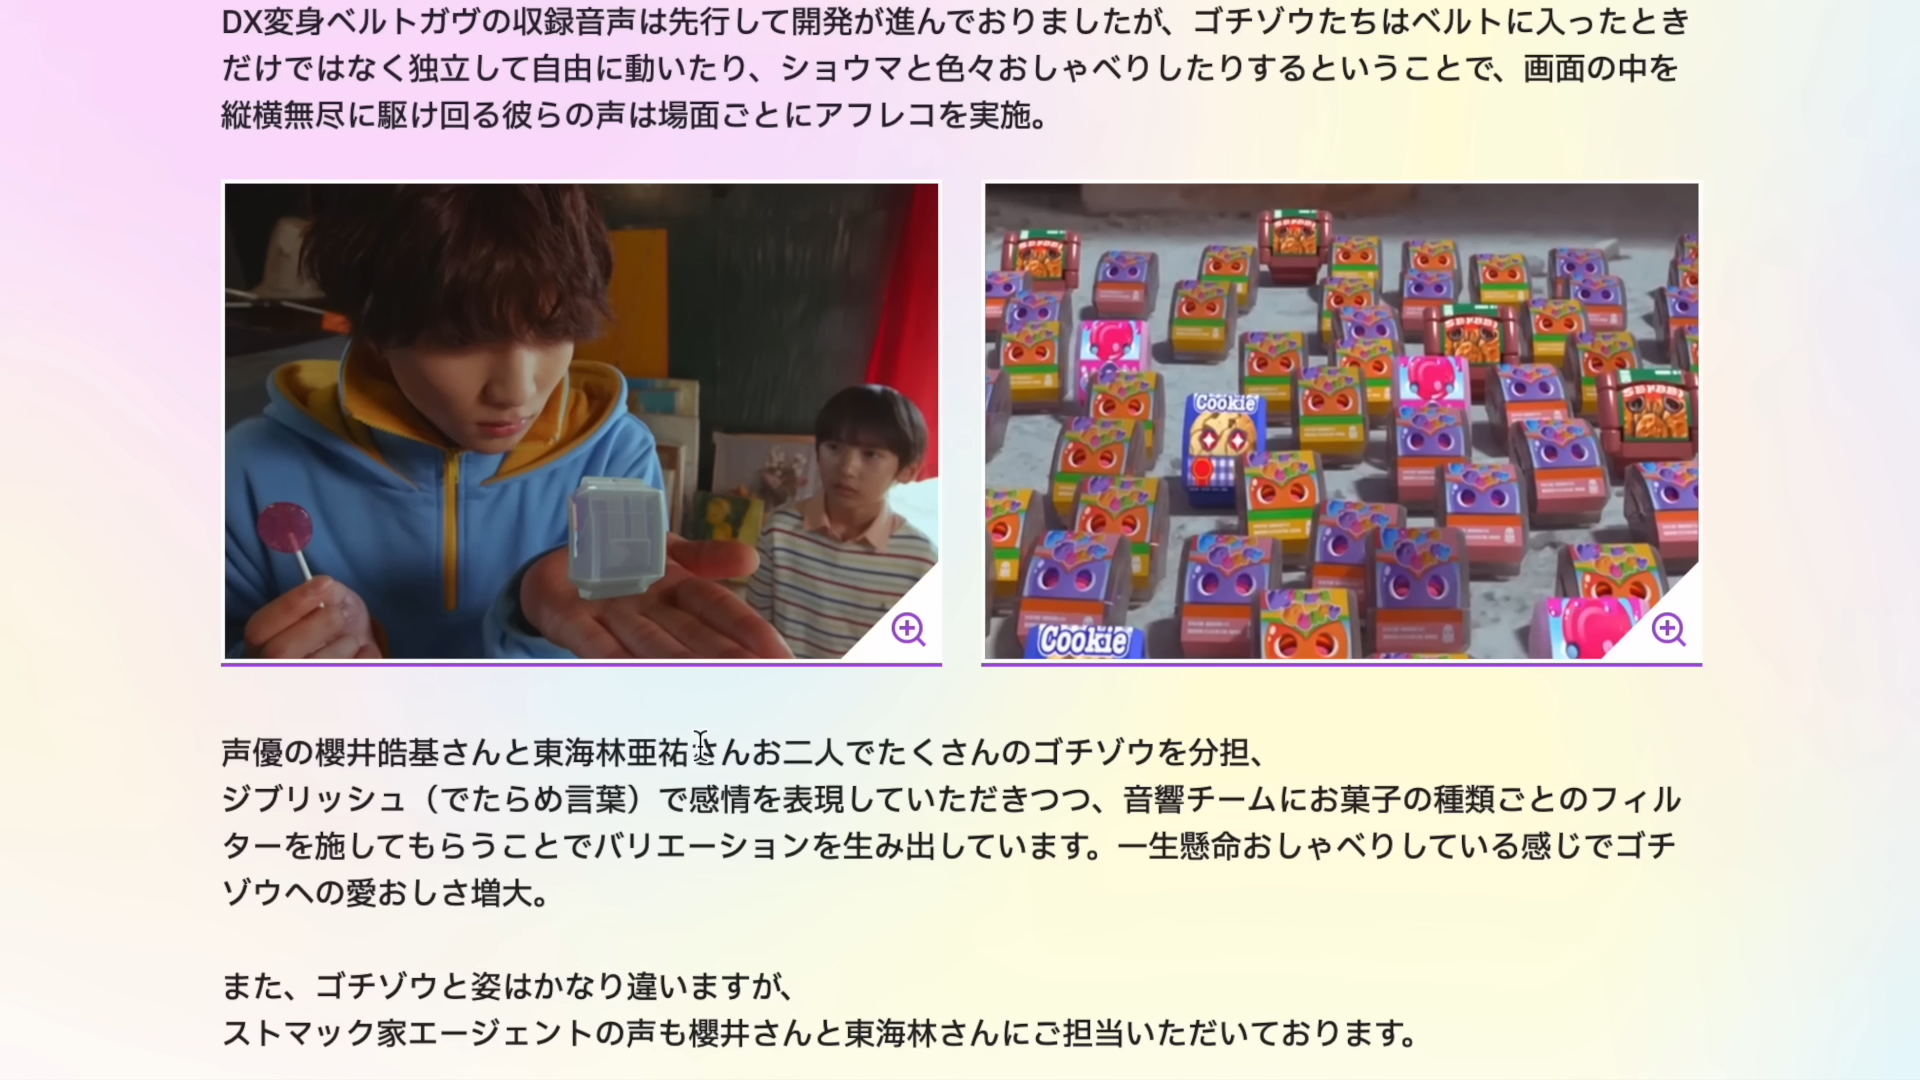 DX変身ベルトガヴの収録音声は先行して開発が進んでおりましたが、ゴチゾウたちはベルトに入ったとき
だけではなく独立して自由に動いたり、ショウマと色々おしゃべりしたりするということで、画面の中を
縦横無尽に駆け回る彼らの声は場面ごとにアフレコを実施。
Cookie
Cookie
声優の櫻井皓基さんと東海林亜祐さんお二人でたくさんのゴチゾウを分担、
ジブリッシュ（でたらめ言葉）で感情を表現していただきつつ、音響チームにお菓子の種類ごとのフィル
ターを施してもらうことでバリエーションを生み出しています。一生懸命おしゃべりしている感じでゴチ
ゾウへの愛おしさ増大。
また、ゴチゾウと姿はかなり違いますが、
ストマック家エージェントの声も櫻井さんと東海林さんにご担当いただいております。